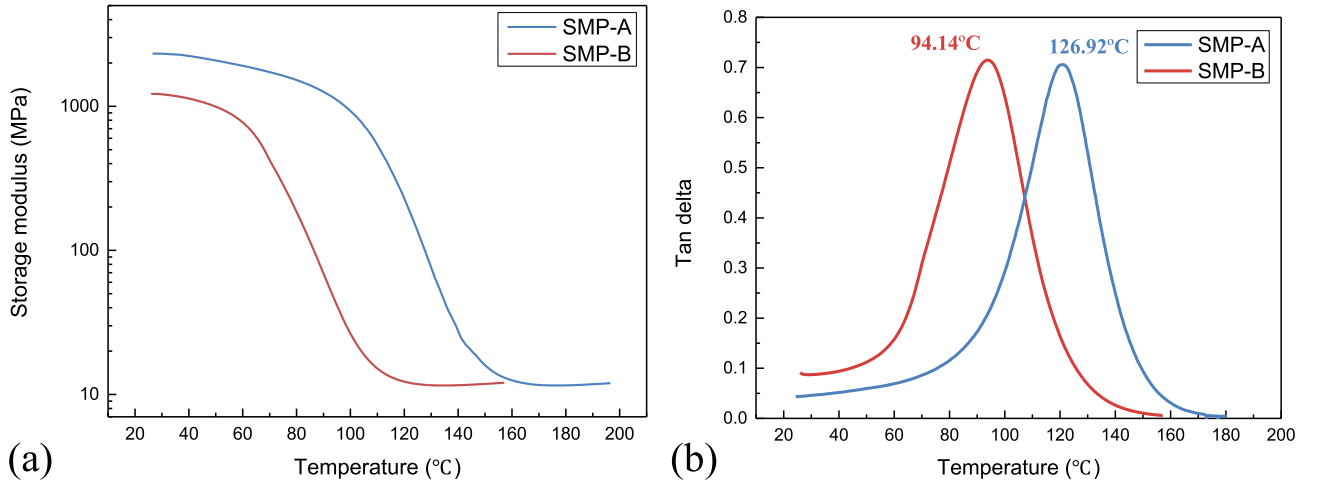 SMP-A
SMP-B
1000
100
10
Storage modulus (MPa)
20 40 60 80 100 120 140 160 180 200
Temperature (℃)
(a)
94.14°C
126.92°C
SMP-A
SMP-B
0.8
0.7
0.6
0.5
0.4
0.3
0.2
0.1
0.0
Tan delta
20 40 60 80 100 120 140 160 180 200
Temperature (℃)
(b)